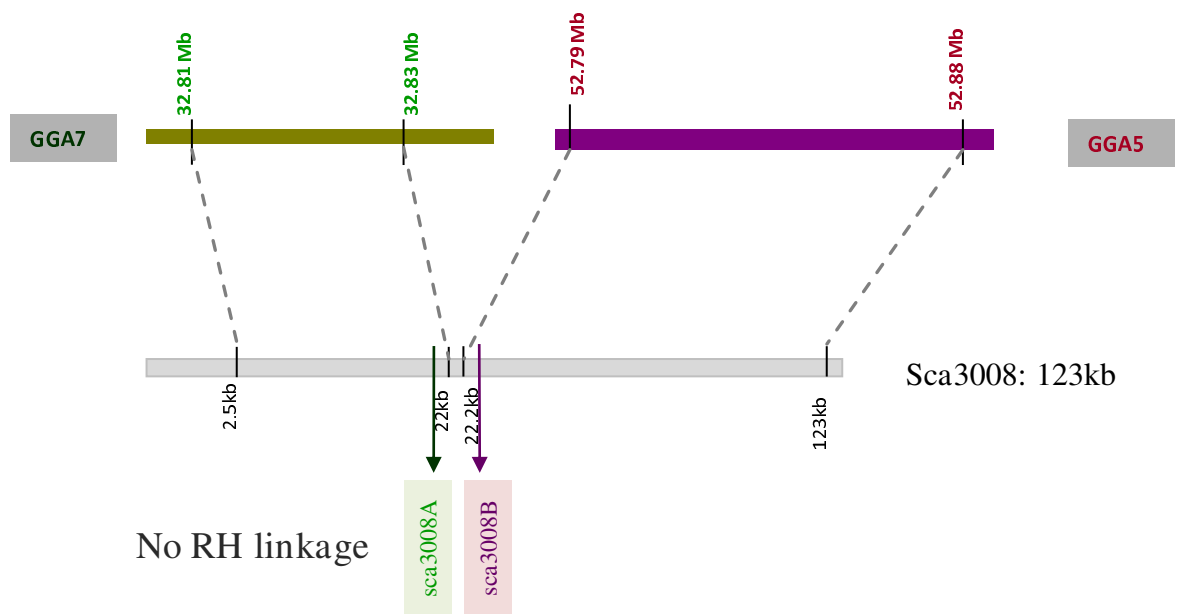 32.81 Mb
32.83 Mb
52.79 Mb
52.88 Mb
GGA7
GGA5
Sca3008: 123kb
2.5kb
22kb
22.2kb
123kb
sca3008A
sca3008B
No RH linkage